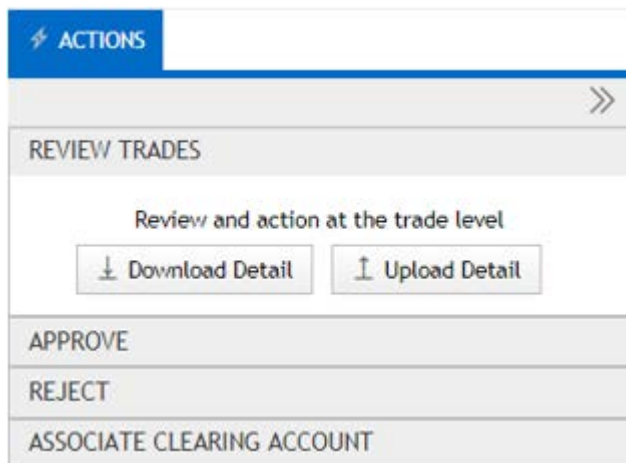 ACTIONS
REVIEW TRADES
Review and action at the trade level
Download Detail Upload Detail
APPROVE
REJECT
ASSOCIATE CLEARING ACCOUNT